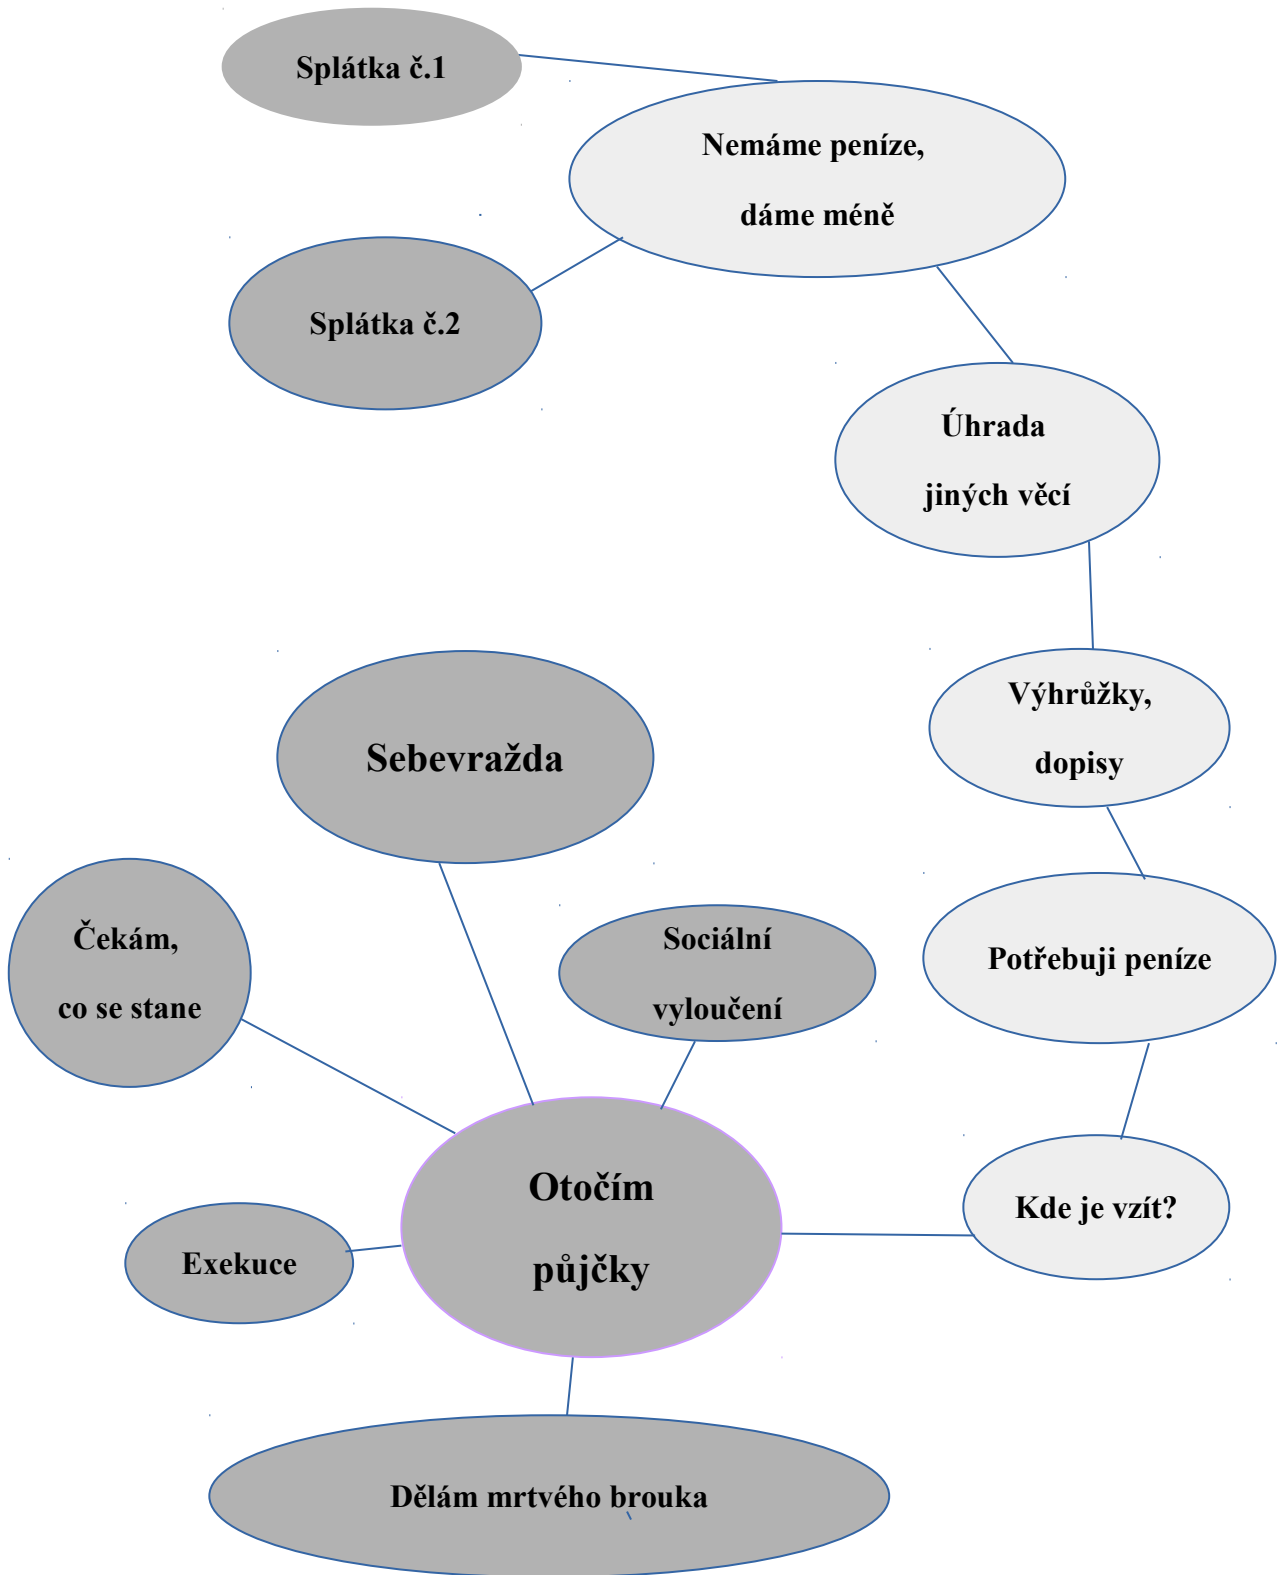 Splátka č.1
Nemáme peníze,
dáme méně
Splátka č.2
Úhrada
jiných věcí
Výhrůžky,
dopisy
Sebevražda
Čekám,
co se stane
Sociální
vyloučení
Potřebuji peníze
Otočím
půjčky
Kde je vzít?
Exekuce
Dělám mrtvého brouka